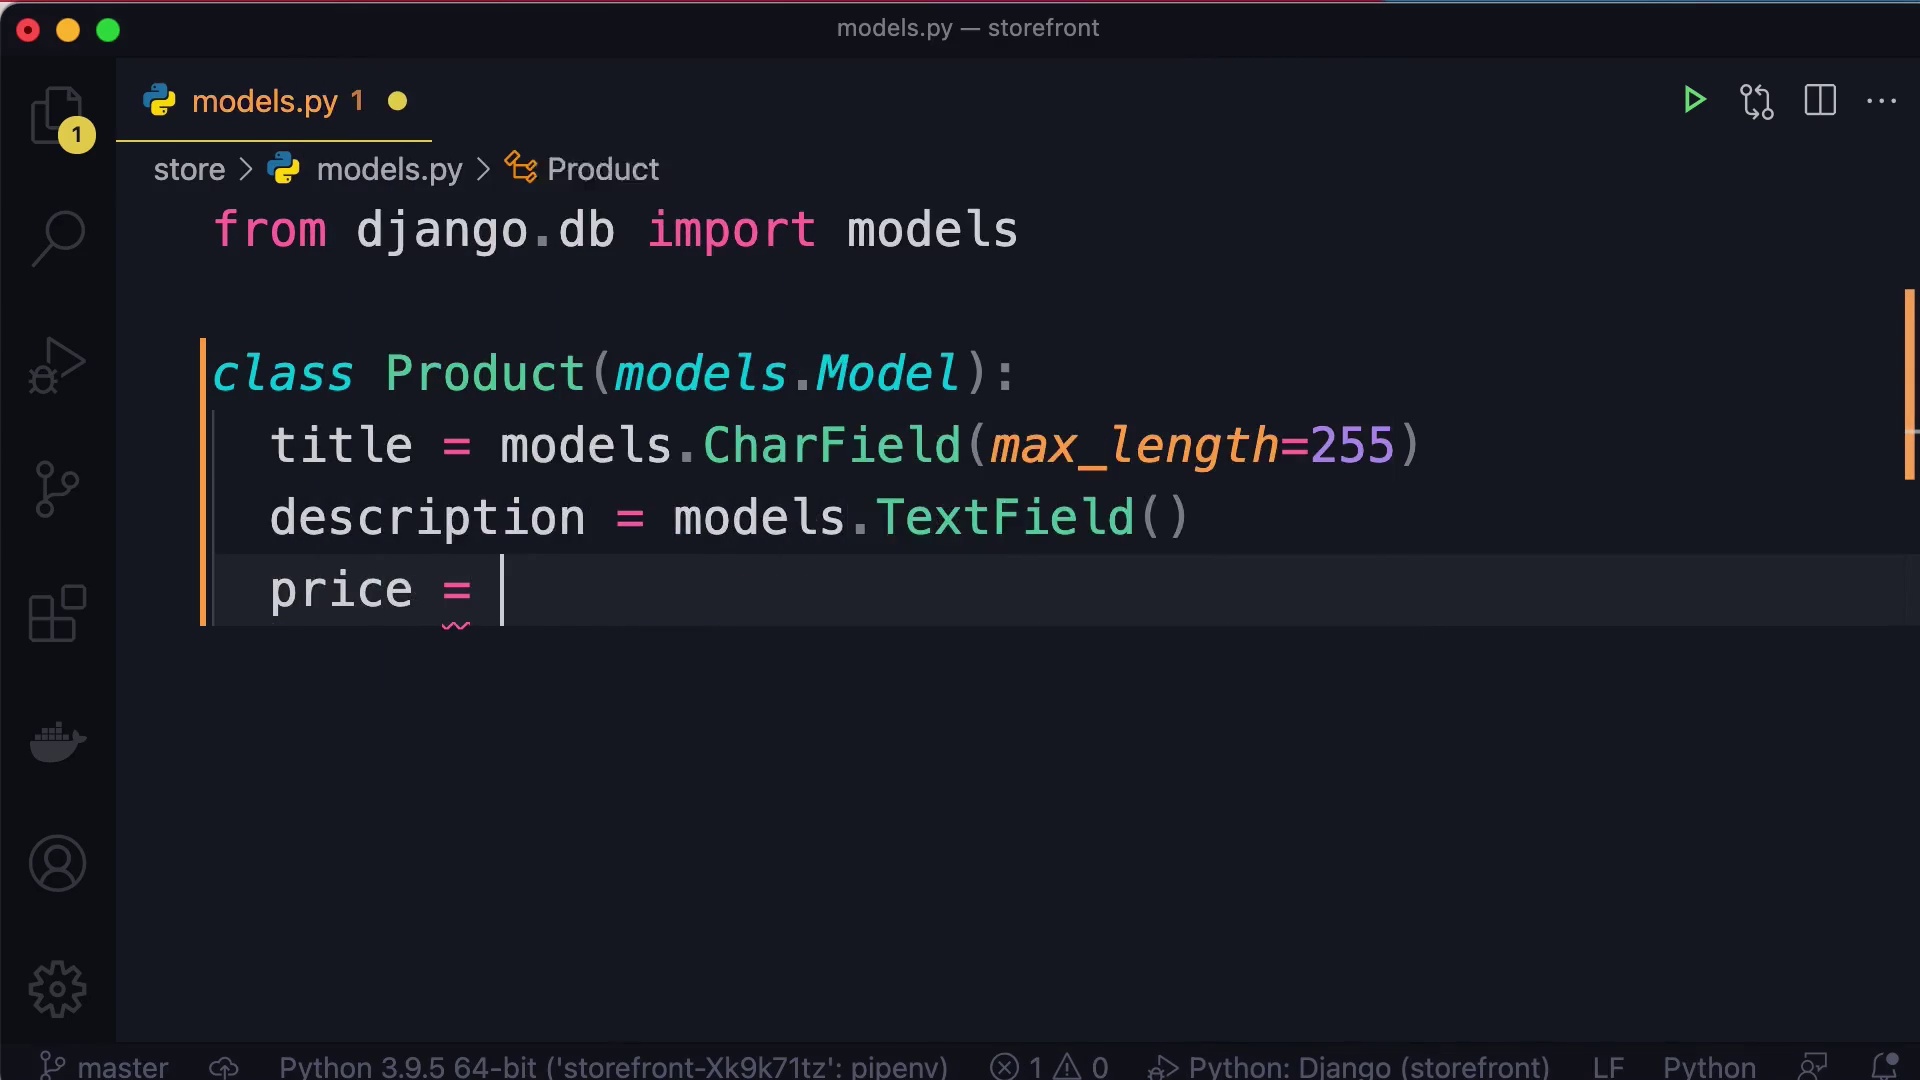 models.py — storefront
models.py 1
1
store > models.py > Product
from django.db import models
class Product(models.Model):
title = models.CharField(max_length=255)
description = models.TextField()
price =
master Python 3.9.5 64-bit ('storefront-Xk9k71tz': pipenv) 1 0 Python: Django (storefront) LF Python